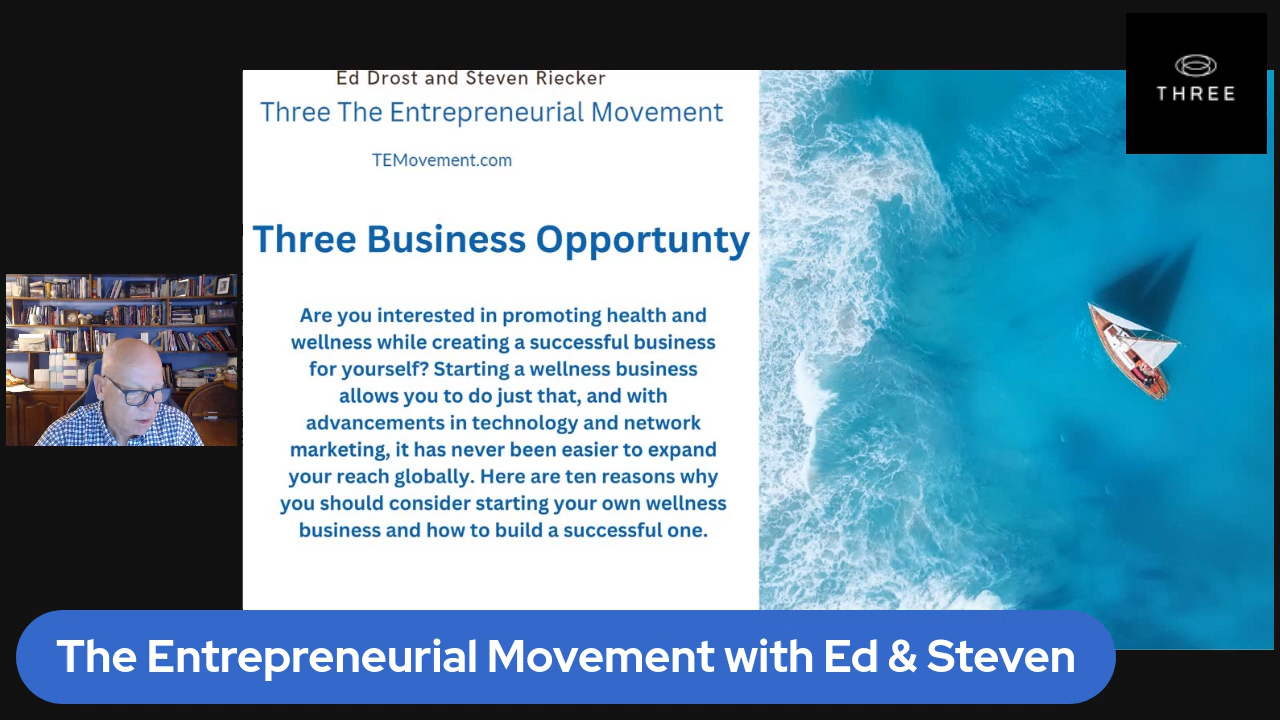 THREE
Ed Drost and Steven Riecker
Three The Entrepreneurial Movement
TEMovement.com
Three Business Opportunty
Are you interested in promoting health and
wellness while creating a successful business
for yourself? Starting a wellness business
allows you to do just that, and with
advancements in technology and network
marketing, it has never been easier to expand
your reach globally. Here are ten reasons why
you should consider starting your own wellness
business and how to build a successful one.
The Entrepreneurial Movement with Ed & Steven